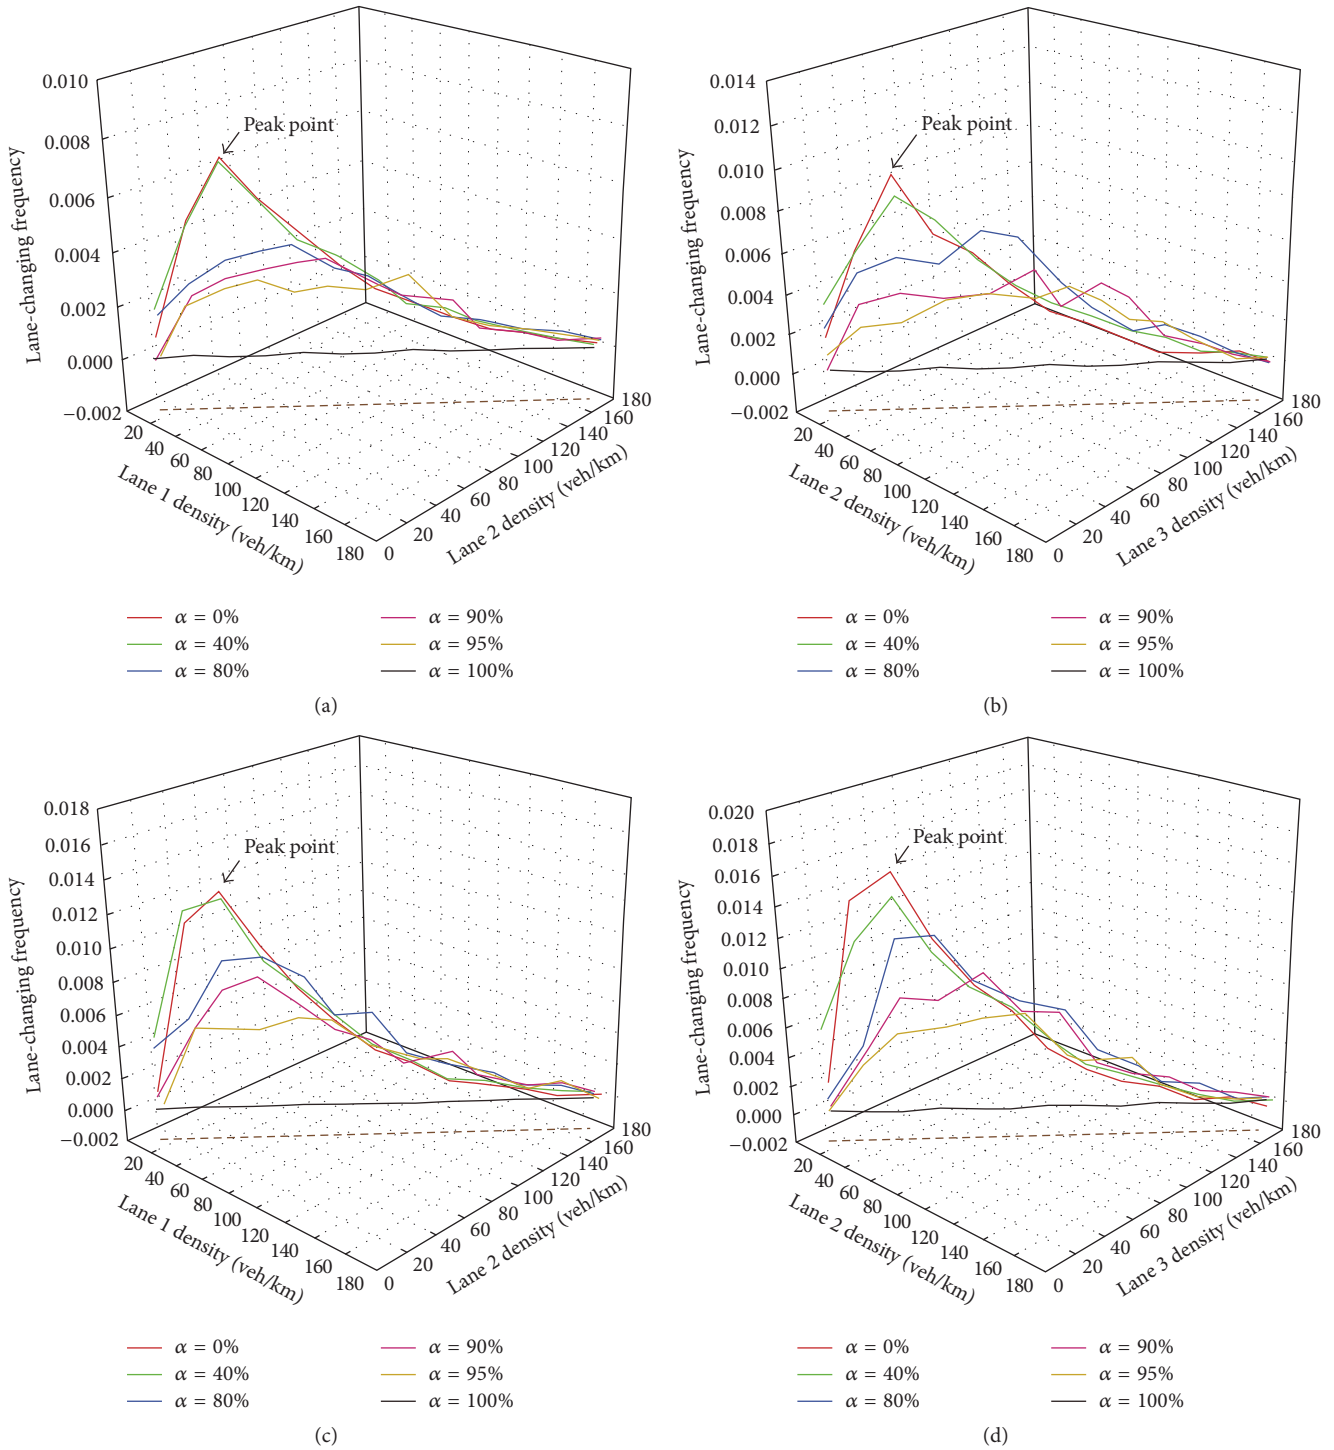 0.010
0.008
0.006
0.004
0.002
0.000
−0.002
Lane-changing frequency
Peak point
20
40
60
80
100
120
140
160
180
Lane 1 density (veh/km)
0
20
40
60
80
100
120
140
160
180
Lane 2 density (veh/km)
α = 0%
α = 40%
α = 80%
α = 90%
α = 95%
α = 100%
(a)
0.014
0.012
0.010
0.008
0.006
0.004
0.002
0.000
−0.002
Lane-changing frequency
Peak point
20
40
60
80
100
120
140
160
180
Lane 2 density (veh/km)
0
20
40
60
80
100
120
140
160
180
Lane 3 density (veh/km)
α = 0%
α = 40%
α = 80%
α = 90%
α = 95%
α = 100%
(b)
0.018
0.016
0.014
0.012
0.010
0.008
0.006
0.004
0.002
0.000
−0.002
Lane-changing frequency
Peak point
20
40
60
80
100
120
140
160
180
Lane 1 density (veh/km)
0
20
40
60
80
100
120
140
160
180
Lane 2 density (veh/km)
α = 0%
α = 40%
α = 80%
α = 90%
α = 95%
α = 100%
(c)
0.020
0.018
0.016
0.014
0.012
0.010
0.008
0.006
0.004
0.002
0.000
−0.002
Lane-changing frequency
Peak point
20
40
60
80
100
120
140
160
180
Lane 2 density (veh/km)
0
20
40
60
80
100
120
140
160
180
Lane 3 density (veh/km)
α = 0%
α = 40%
α = 80%
α = 90%
α = 95%
α = 100%
(d)